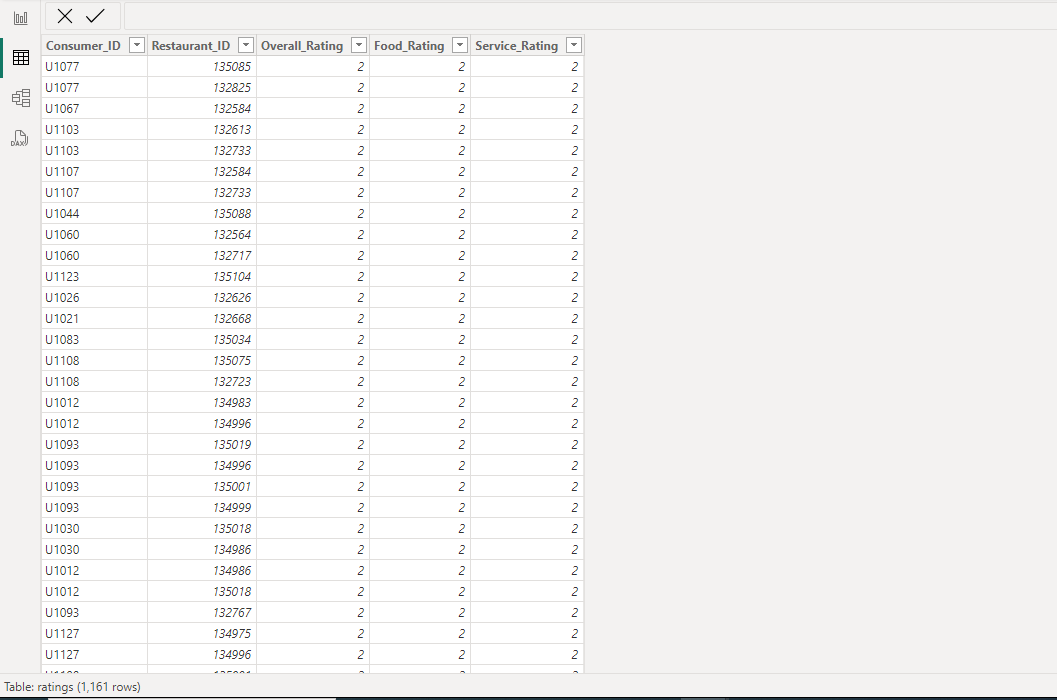 Consumer_ID Restaurant_ID Overall_Rating Food_Rating Service_Rating
U1077 135085 2 2 2
U1077 132825 2 2 2
U1067 132584 2 2 2
U1103 132613 2 2 2
U1103 132733 2 2 2
U1107 132584 2 2 2
U1107 132733 2 2 2
U1044 135088 2 2 2
U1060 132564 2 2 2
U1060 132717 2 2 2
U1123 135104 2 2 2
U1026 132626 2 2 2
U1021 132668 2 2 2
U1083 135034 2 2 2
U1108 135075 2 2 2
U1108 132723 2 2 2
U1012 134983 2 2 2
U1012 134996 2 2 2
U1093 135019 2 2 2
U1093 134996 2 2 2
U1093 135001 2 2 2
U1093 134999 2 2 2
U1030 135018 2 2 2
U1030 134986 2 2 2
U1012 134986 2 2 2
U1012 135018 2 2 2
U1093 132767 2 2 2
U1127 134975 2 2 2
U1127 134996 2 2 2
DAX
Table: ratings (1,161 rows)